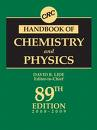 CRC
HANDBOOK OF
CHEMISTRY
and
PHYSICS
DAVID R. LIDE
Editor-in-Chief
89TH
EDITION
2008-2009